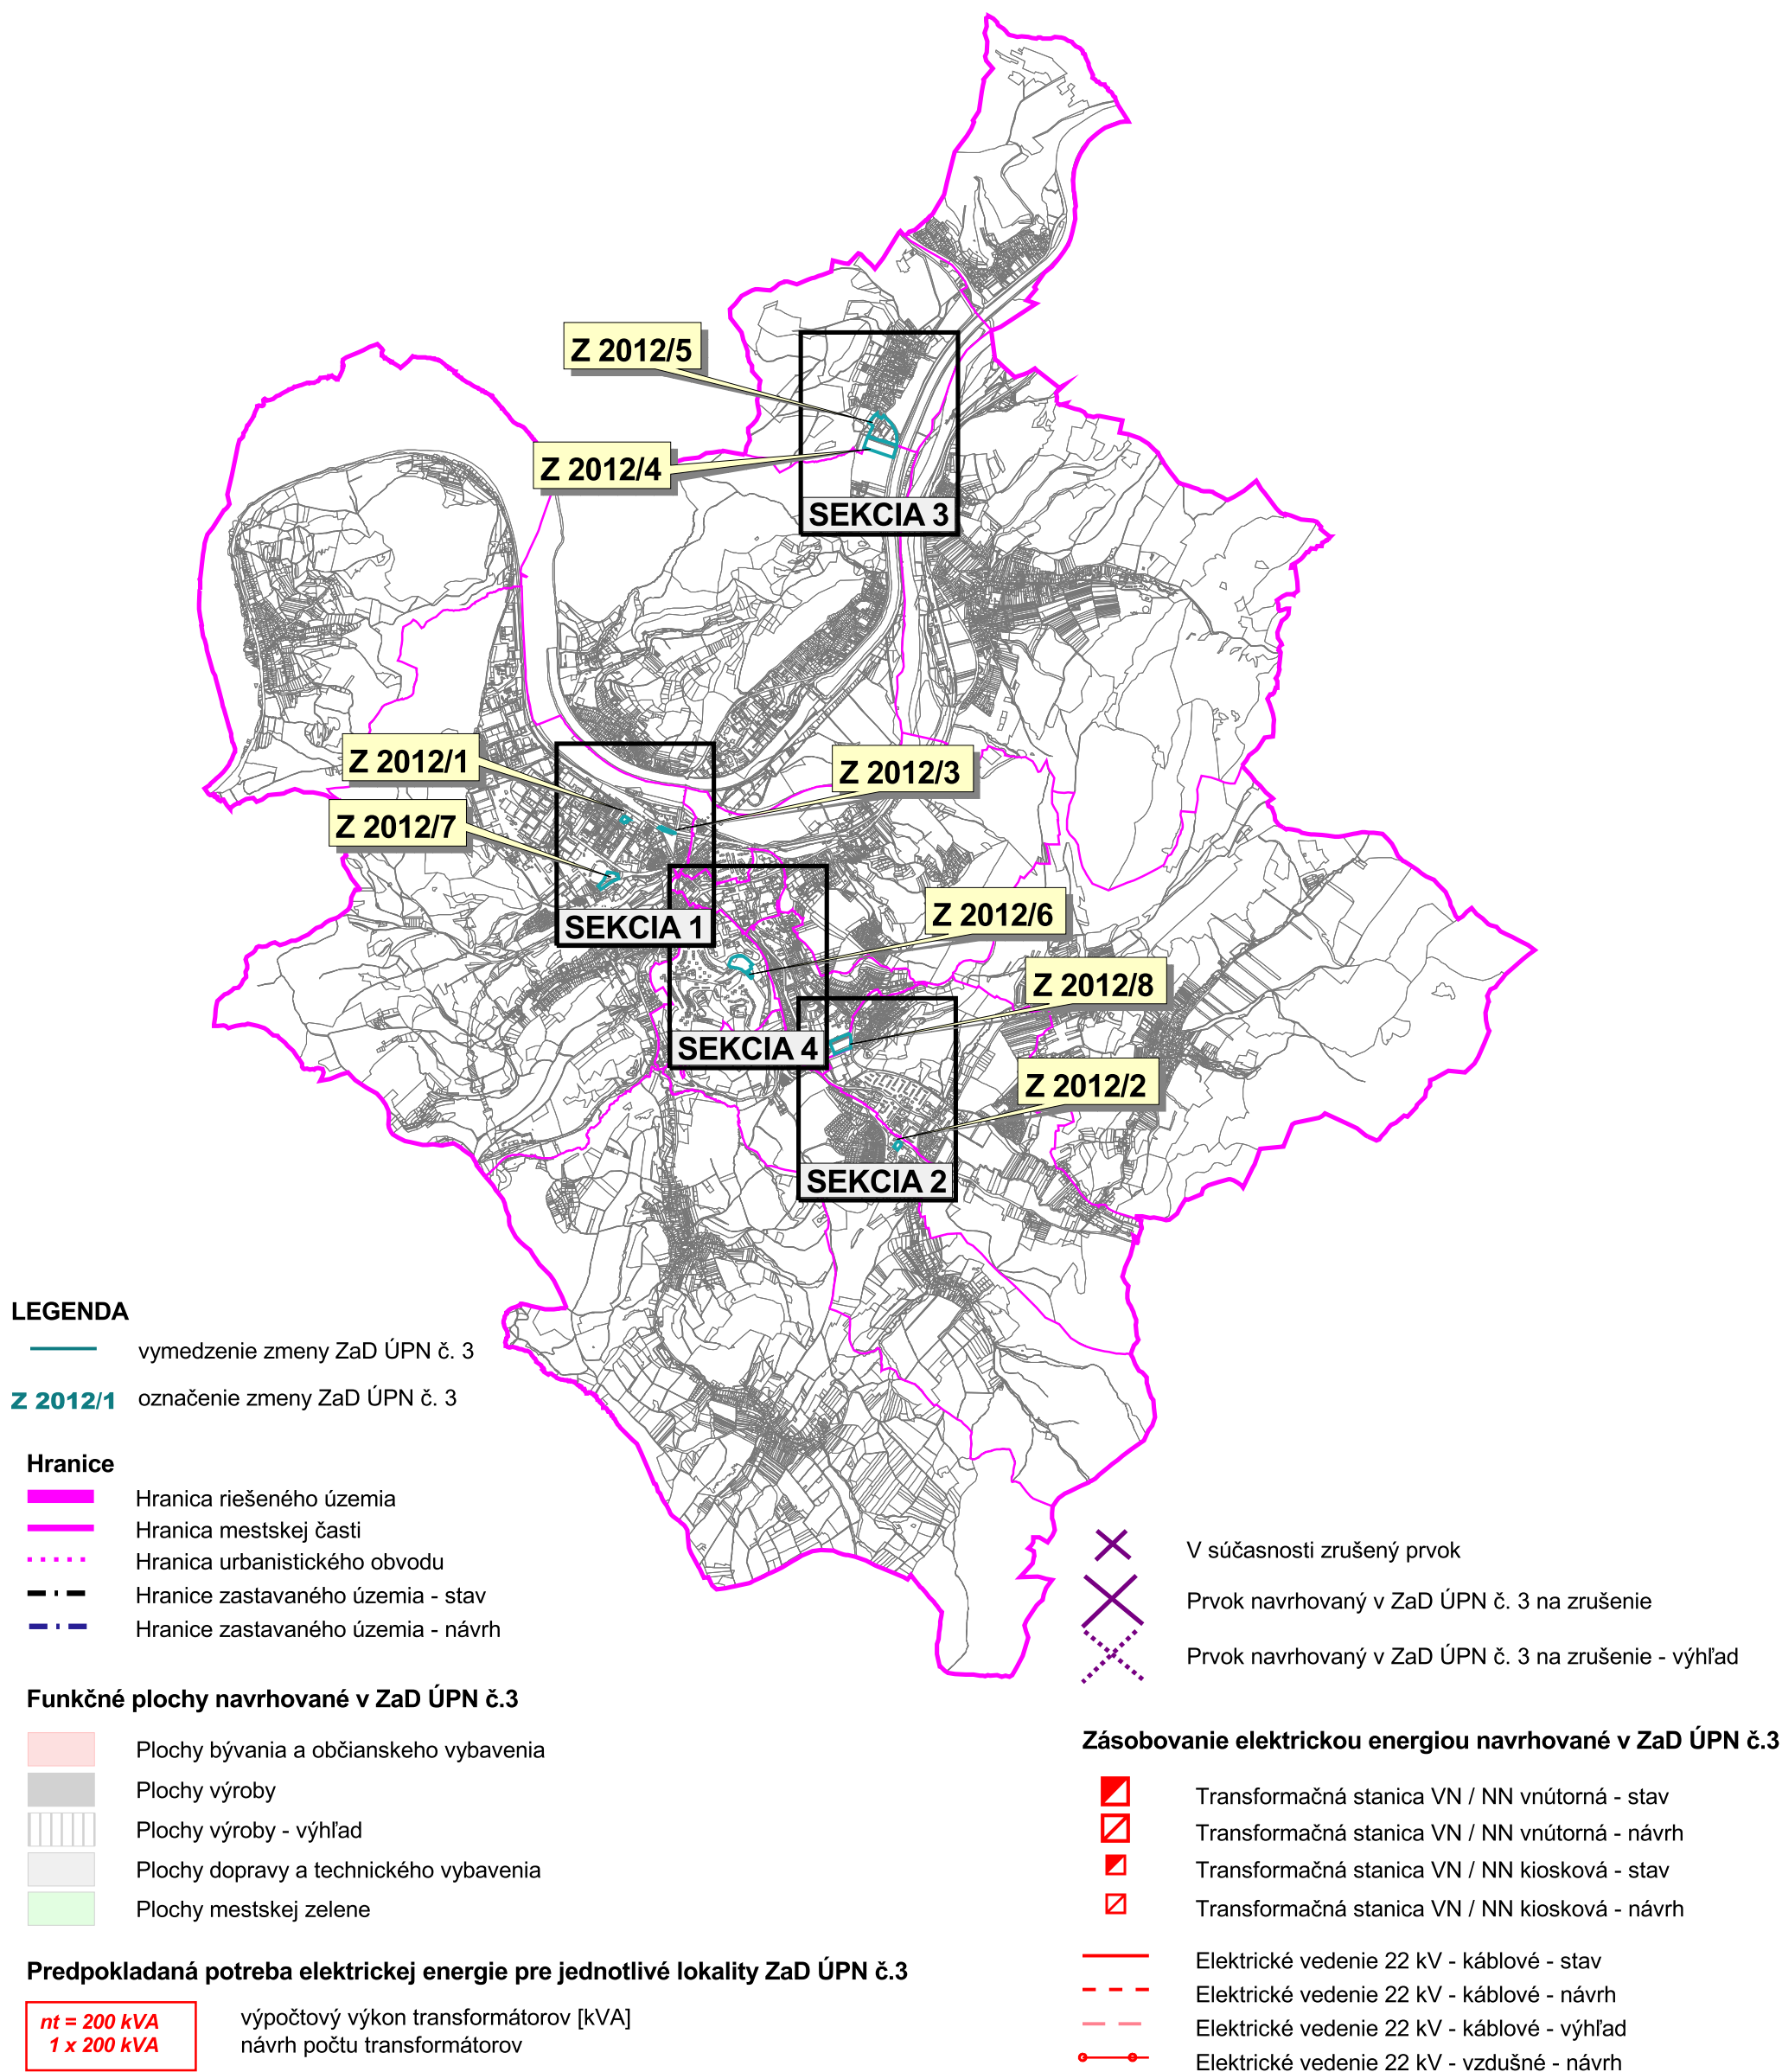 Z 2012/5
Z 2012/4
SEKCIA 3
Z 2012/1
Z 2012/3
Z 2012/7
SEKCIA 1
Z 2012/6
Z 2012/8
SEKCIA 4
Z 2012/2
SEKCIA 2
LEGENDA
vymedzenie zmeny ZaD ÚPN č. 3
Z 2012/1 označenie zmeny ZaD ÚPN č. 3
Hranice
Hranica riešeného územia
Hranica mestskej časti
Hranica urbanistického obvodu
Hranice zastavaného územia - stav
Hranice zastavaného územia - návrh
Funkčné plochy navrhované v ZaD ÚPN č.3
Plochy bývania a občianskeho vybavenia
Plochy výroby
Plochy výroby - výhľad
Plochy dopravy a technického vybavenia
Plochy mestskej zelene
Predpokladaná potreba elektrickej energie pre jednotlivé lokality ZaD ÚPN č.3
nt = 200 kVA
1 x 200 kVA
výpočtový výkon transformátorov [kVA]
návrh počtu transformátorov
V súčasnosti zrušený prvok
Prvok navrhovaný v ZaD ÚPN č. 3 na zrušenie
Prvok navrhovaný v ZaD ÚPN č. 3 na zrušenie - výhľad
Zásobovanie elektrickou energiou navrhované v ZaD ÚPN č.3
Transformačná stanica VN / NN vnútorná - stav
Transformačná stanica VN / NN vnútorná - návrh
Transformačná stanica VN / NN kiosková - stav
Transformačná stanica VN / NN kiosková - návrh
Elektrické vedenie 22 kV - káblové - stav
Elektrické vedenie 22 kV - káblové - návrh
Elektrické vedenie 22 kV - káblové - výhľad
Elektrické vedenie 22 kV - vzdušné - návrh